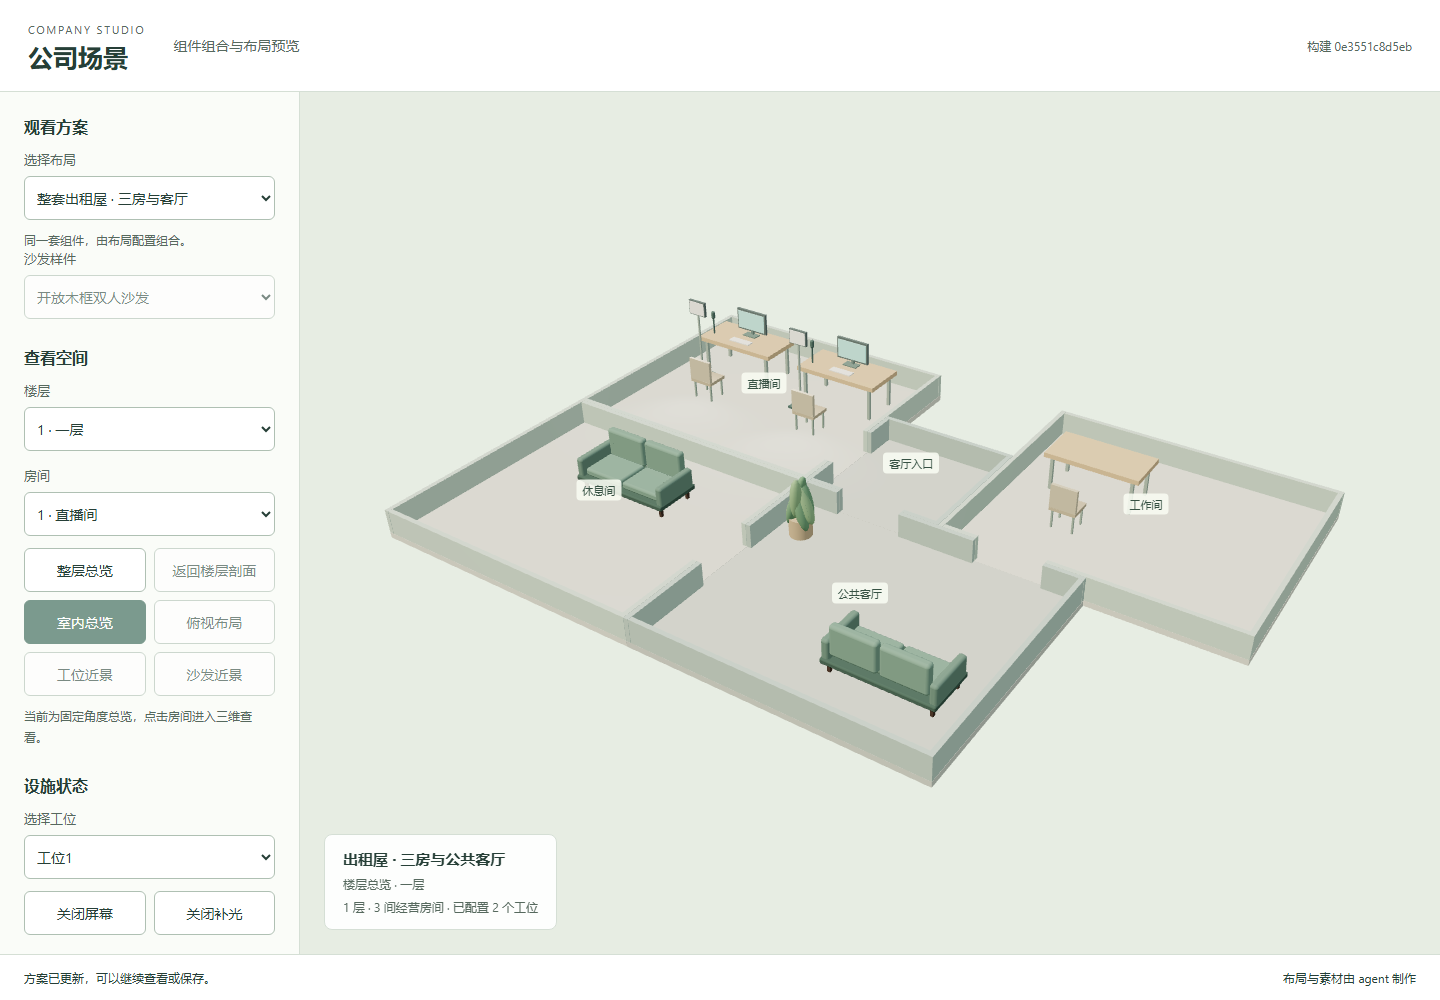 COMPANY STUDIO
公司场景
组件组合与布局预览
构建 0e3551c8d5eb
观看方案
选择布局
整套出租屋 · 三房与客厅
同一套组件，由布局配置组合。
沙发样件
开放木框双人沙发
查看空间
楼层
1 · 一层
房间
1 · 直播间
整层总览
返回楼层剖面
室内总览
俯视布局
工位近景
沙发近景
当前为固定角度总览，点击房间进入三维查
看。
设施状态
选择工位
工位1
关闭屏幕
关闭补光
直播间
客厅入口
休息间
工作间
公共客厅
出租屋 · 三房与公共客厅
楼层总览 · 一层
1 层 · 3 间经营房间 · 已配置 2 个工位
方案已更新，可以继续查看或保存。
布局与素材由 agent 制作